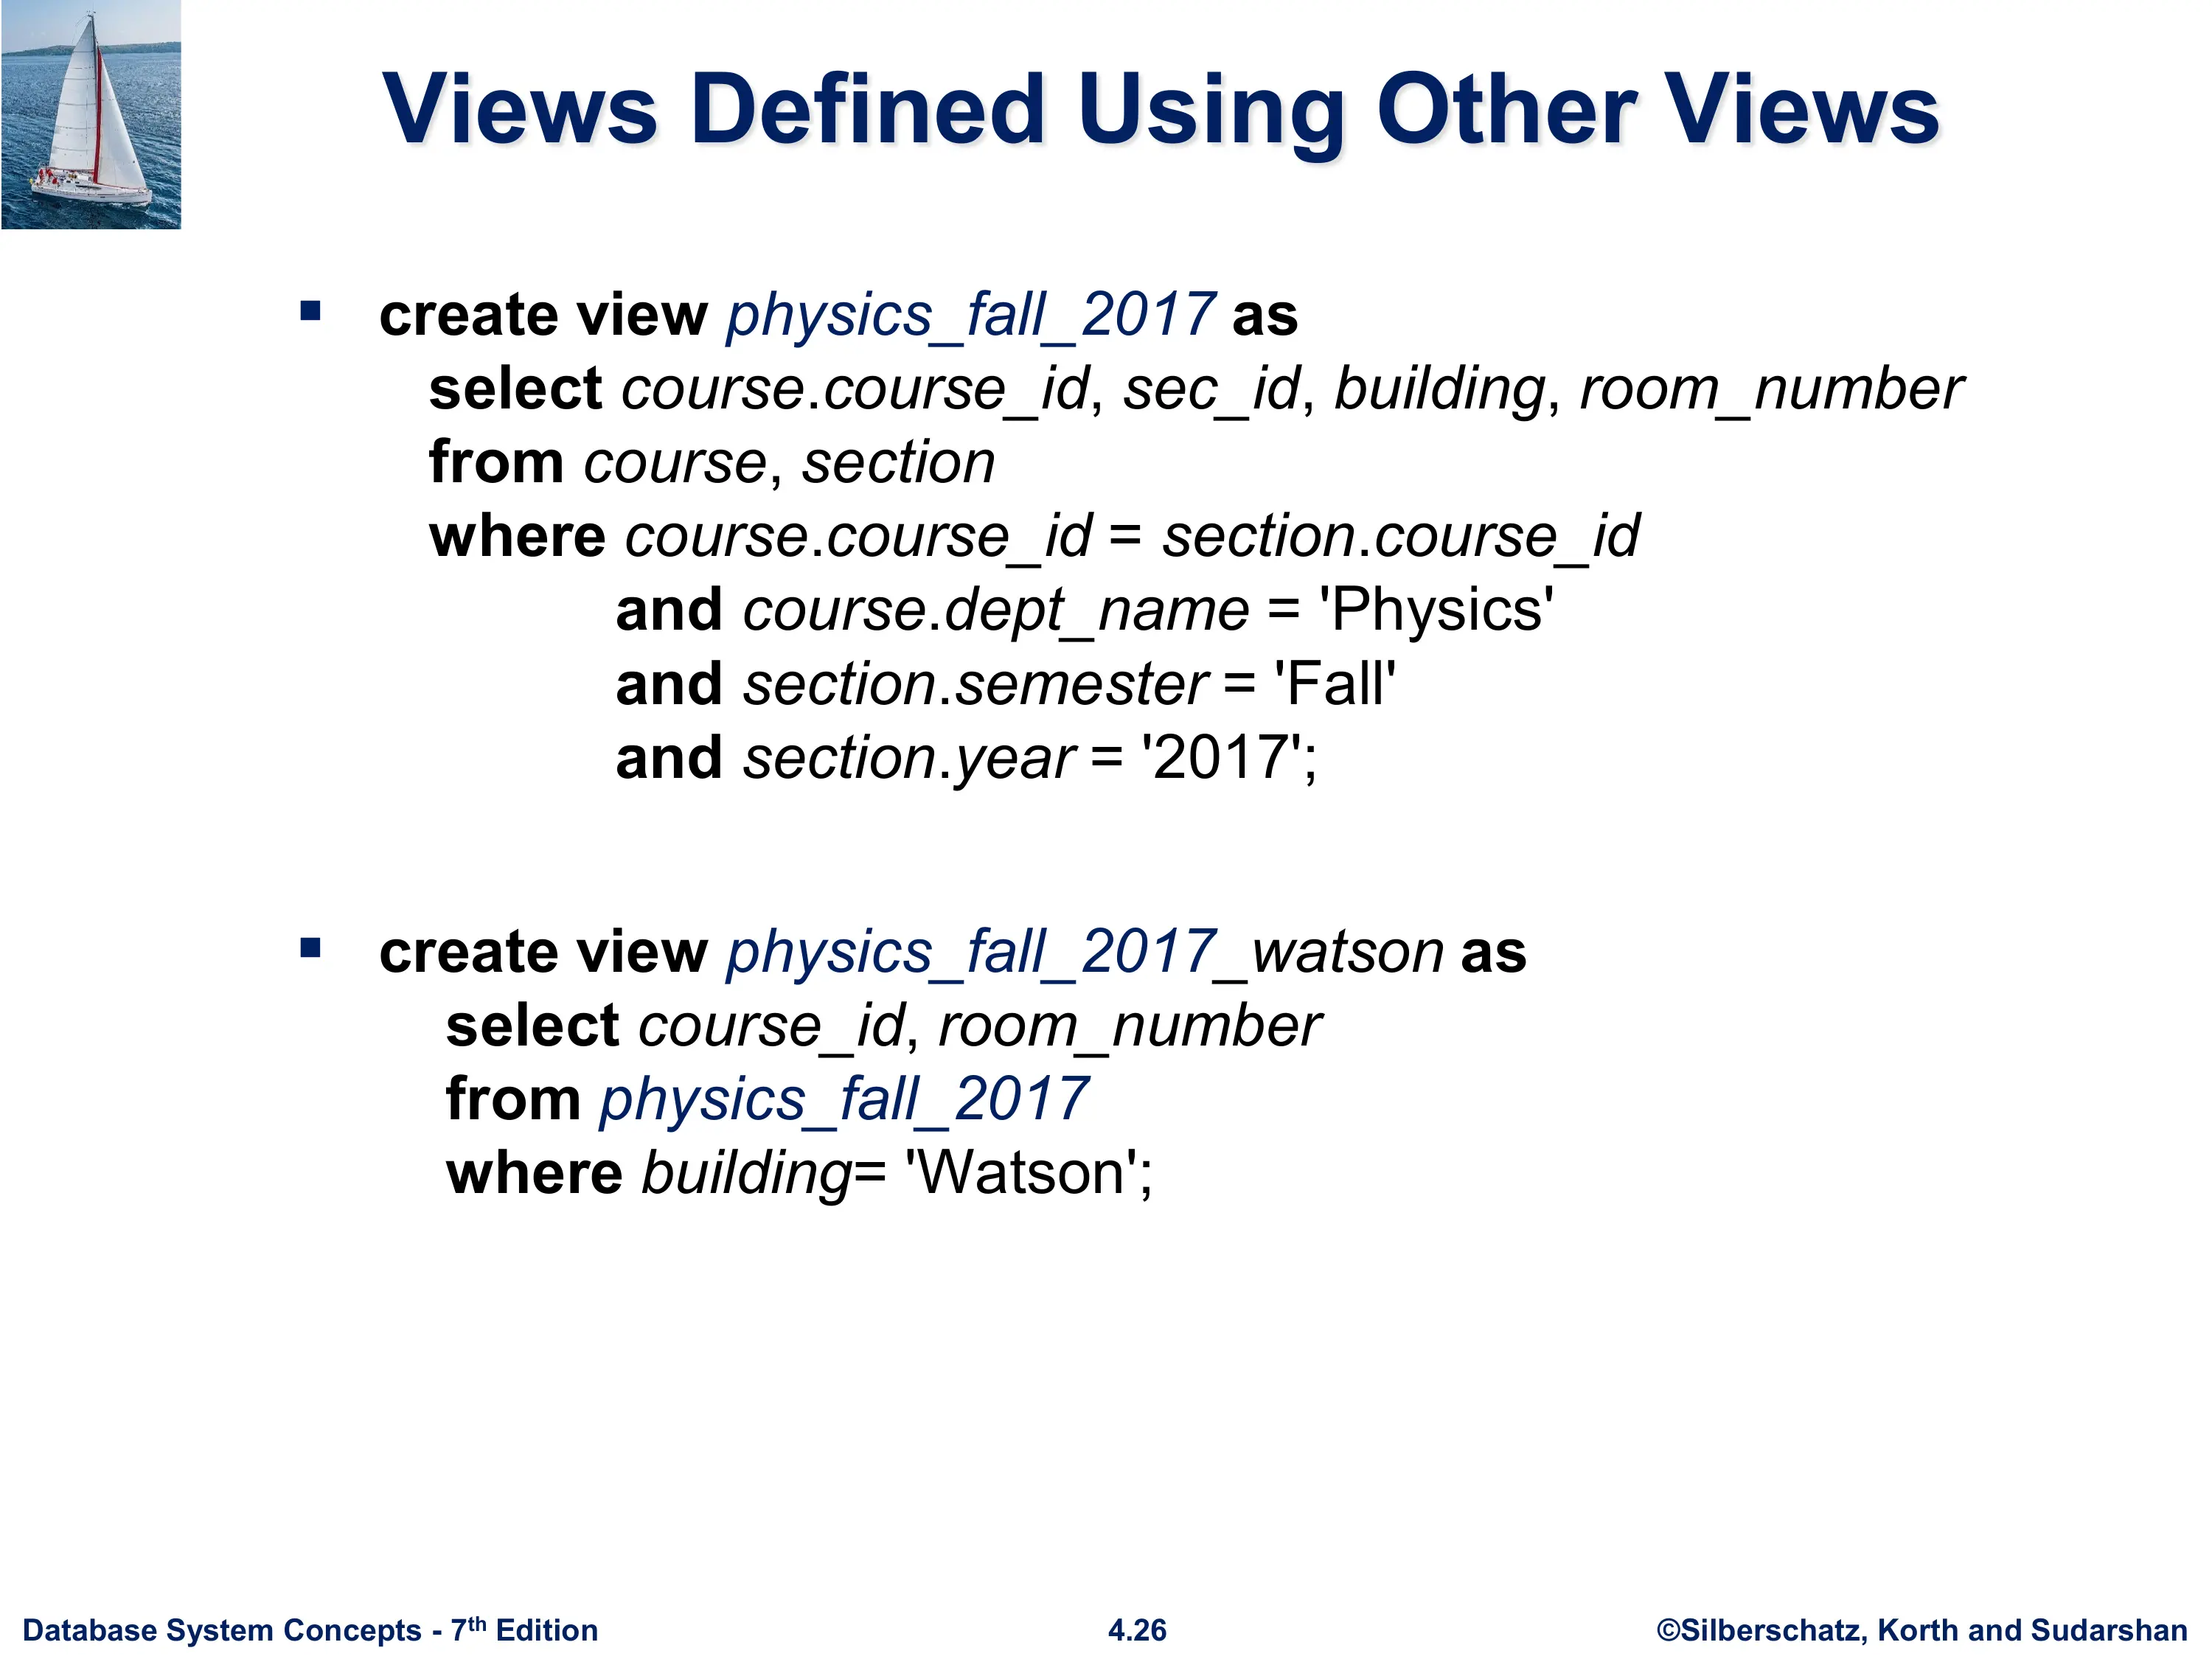 Views Defined Using Other Views
▪ create view physics_fall_2017 as
select course.course_id, sec_id, building, room_number
from course, section
where course.course_id = section.course_id
and course.dept_name = 'Physics'
and section.semester = 'Fall'
and section.year = '2017';
▪ create view physics_fall_2017_watson as
select course_id, room_number
from physics_fall_2017
where building= 'Watson';
Database System Concepts - 7th Edition
4.26
©Silberschatz, Korth and Sudarshan